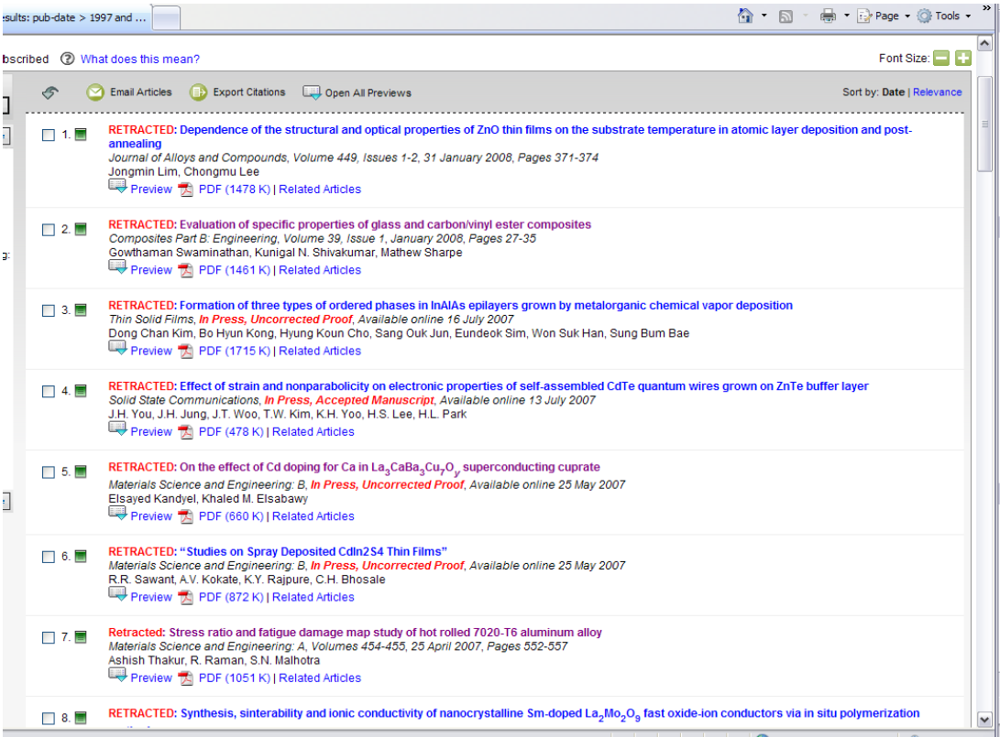 esults: pub-date > 1997 and ...
Page
Tools
»
bscribed ? What does this mean?
Font Size:
Email Articles Export Citations Open All Previews
Sort by: Date | Relevance
1. RETRACTED: Dependence of the structural and optical properties of ZnO thin films on the substrate temperature in atomic layer deposition and post-
annealing
Journal of Alloys and Compounds, Volume 449, Issues 1-2, 31 January 2008, Pages 371-374
Jongmin Lim, Chongmu Lee
Preview PDF (1478 K) | Related Articles
2. RETRACTED: Evaluation of specific properties of glass and carbon/vinyl ester composites
Composites Part B: Engineering, Volume 39, Issue 1, January 2008, Pages 27-35
g:
Gowthaman Swaminathan, Kunigal N. Shivakumar, Mathew Sharpe
Preview PDF (1461 K) | Related Articles
3. RETRACTED: Formation of three types of ordered phases in InAlAs epilayers grown by metalorganic chemical vapor deposition
Thin Solid Films, In Press, Uncorrected Proof, Available online 16 July 2007
Dong Chan Kim, Bo Hyun Kong, Hyung Koun Cho, Sang Ouk Jun, Eundeok Sim, Won Suk Han, Sung Bum Bae
Preview PDF (1715 K) | Related Articles
4. RETRACTED: Effect of strain and nonparabolicity on electronic properties of self-assembled CdTe quantum wires grown on ZnTe buffer layer
Solid State Communications, In Press, Accepted Manuscript, Available online 13 July 2007
J.H. You, J.H. Jung, J.T. Woo, T.W. Kim, K.H. Yoo, H.S. Lee, H.L. Park
Preview PDF (478 K) | Related Articles
5. RETRACTED: On the effect of Cd doping for Ca in La₃CaBa₃Cu₇Oy superconducting cuprate
Materials Science and Engineering: B, In Press, Uncorrected Proof, Available online 25 May 2007
Elsayed Kandyel, Khaled M. Elsabawy
Preview PDF (660 K) | Related Articles
6. RETRACTED: “Studies on Spray Deposited CdIn2S4 Thin Films”
Materials Science and Engineering: B, In Press, Uncorrected Proof, Available online 25 May 2007
R.R. Sawant, A.V. Kokate, K.Y. Rajpure, C.H. Bhosale
Preview PDF (872 K) | Related Articles
7. Retracted: Stress ratio and fatigue damage map study of hot rolled 7020-T6 aluminum alloy
Materials Science and Engineering: A, Volumes 454-455, 25 April 2007, Pages 552-557
Ashish Thakur, R. Raman, S.N. Malhotra
Preview PDF (1051 K) | Related Articles
8. RETRACTED: Synthesis, sinterability and ionic conductivity of nanocrystalline Sm-doped La₂Mo₂O₉ fast oxide-ion conductors via in situ polymerization